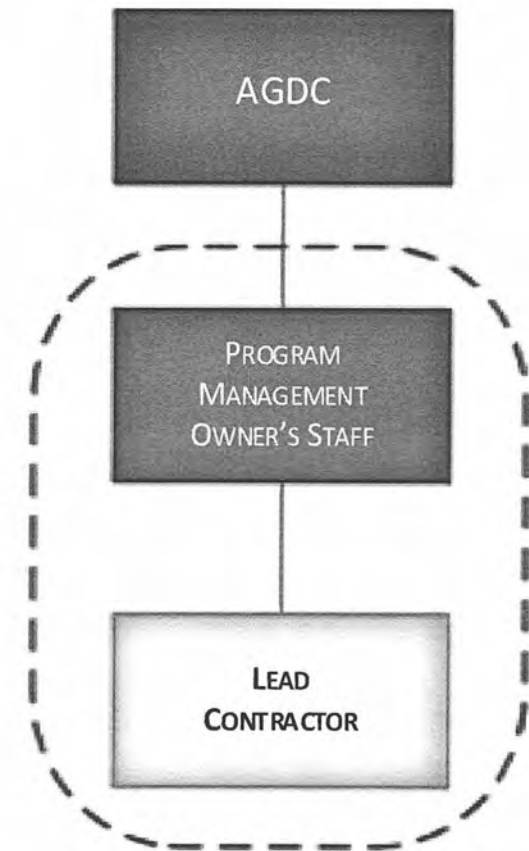 AGDC
PROGRAM
MANAGEMENT
OWNER'S STAFF
LEAD
CONTRACTOR